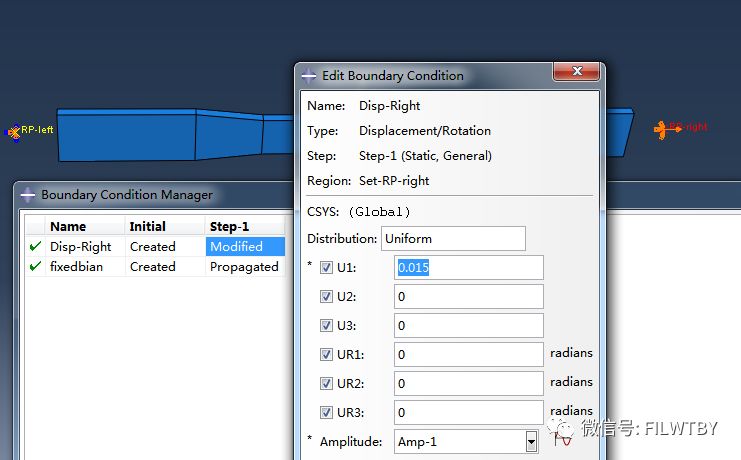 Edit Boundary Condition
Name: Disp-Right
Type: Displacement/Rotation
Step: Step-1 (Static, General)
Region: Set-RP-right
CSYS: (Global)
Distribution: Uniform
* U1: 0.015
U2: 0
U3: 0
UR1: 0 radians
UR2: 0 radians
UR3: 0 radians
* Amplitude: Amp-1
RP-left
RP-right
Boundary Condition Manager
Name Initial Step-1
Disp-Right Created Modified
fixedbian Created Propagated
微信号: FILWTBY